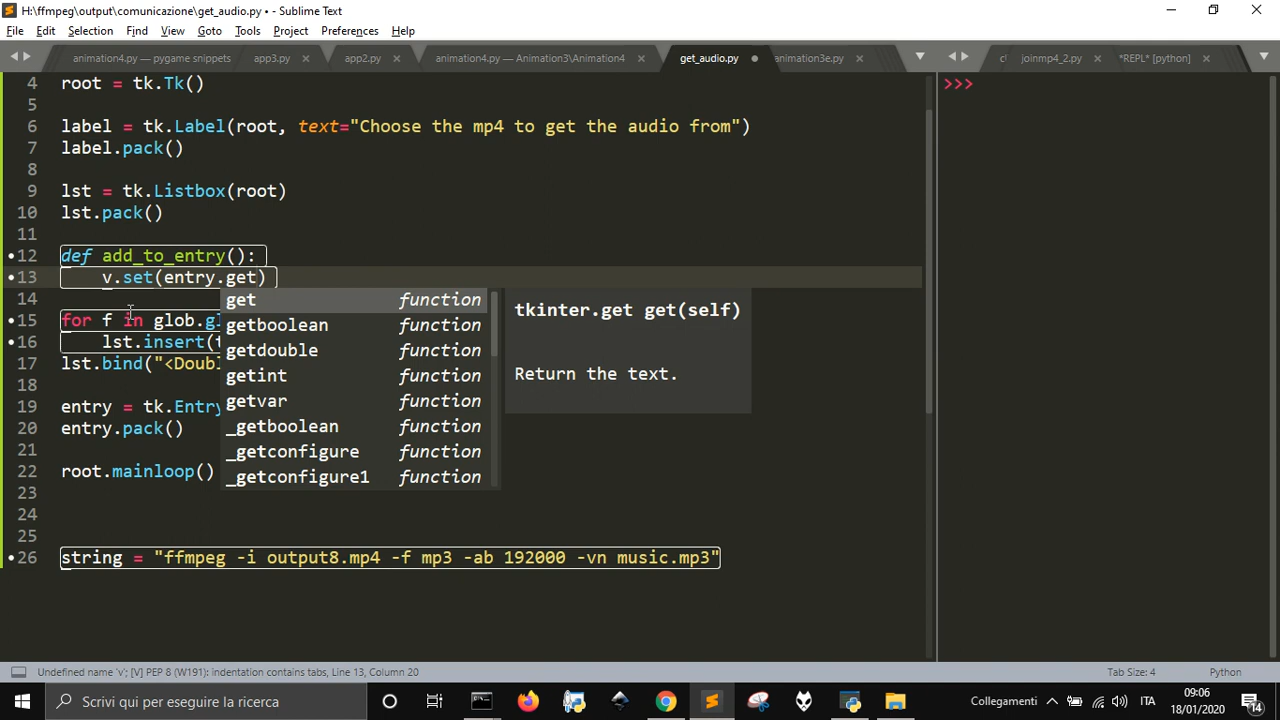 H:\ffmpeg\output\comunicazione\get_audio.py • - Sublime Text
File Edit Selection Find View Goto Tools Project Preferences Help
animation4.py — pygame snippets app3.py app2.py animation4.py — Animation3\Animation4 get_audio.py animation3e.py joinmp4_2.py *REPL* [python]
4 root = tk.Tk()
5
6 label = tk.Label(root, text="Choose the mp4 to get the audio from")
7 label.pack()
8
9 lst = tk.Listbox(root)
10 lst.pack()
11
12 def add_to_entry():
13 v.set(entry.get)
14
15 for f in glob.gl
16 lst.insert(t
17 lst.bind("<Doubl
18
19 entry = tk.Entry
20 entry.pack()
21
22 root.mainloop()
23
24
25
26 string = "ffmpeg -i output8.mp4 -f mp3 -ab 192000 -vn music.mp3"
get function
getboolean function
getdouble function
getint function
getvar function
_getboolean function
_getconfigure function
_getconfigure1 function
tkinter.get get(self)
Return the text.
>>>
Undefined name 'v'; [V] PEP 8 (W191): indentation contains tabs, Line 13, Column 20 Tab Size: 4 Python
Scrivi qui per eseguire la ricerca Collegamenti ITA 09:06
18/01/2020 14